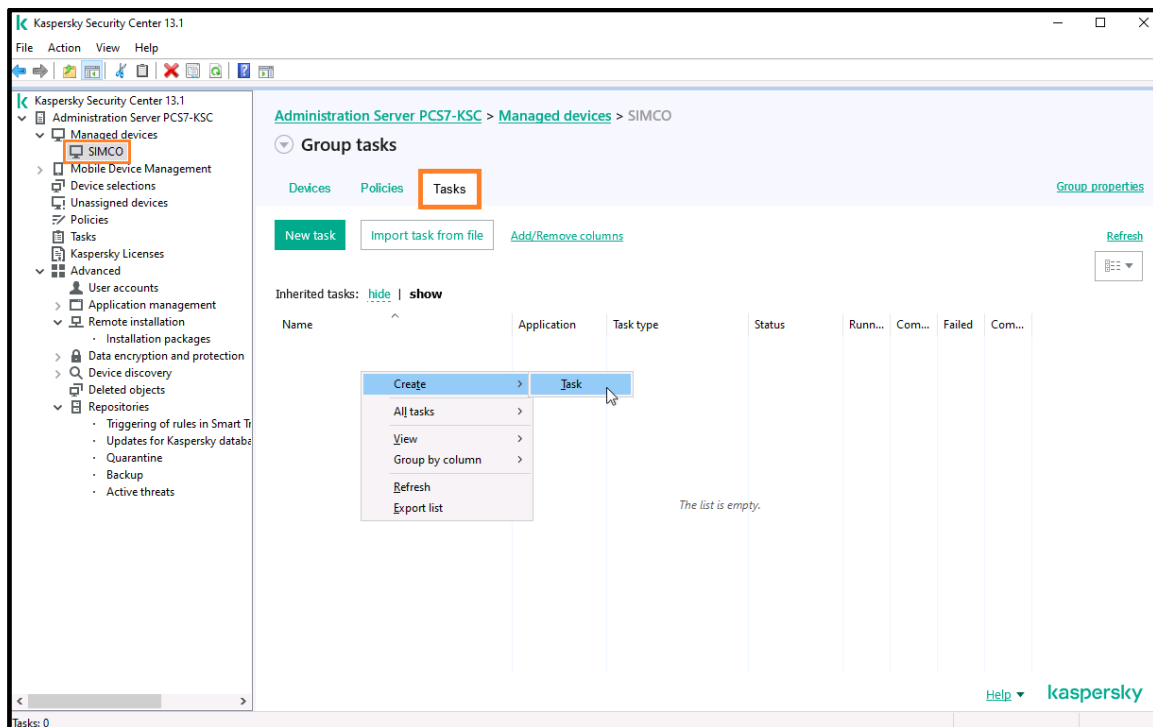 Kaspersky Security Center 13.1
File Action View Help
Kaspersky Security Center 13.1
Administration Server PCS7-KSC
Managed devices
SIMCO
Mobile Device Management
Device selections
Unassigned devices
Policies
Tasks
Kaspersky Licenses
Advanced
User accounts
Application management
Remote installation
Installation packages
Data encryption and protection
Device discovery
Deleted objects
Repositories
Triggering of rules in Smart Tr
Updates for Kaspersky databa
Quarantine
Backup
Active threats
Administration Server PCS7-KSC > Managed devices > SIMCO
Group tasks
Devices Policies Tasks Group properties
New task Import task from file Add/Remove columns Refresh
Inherited tasks: hide | show
Name Application Task type Status Runn... Com... Failed Com...
Create Task
All tasks
View
Group by column
Refresh
Export list
The list is empty.
Help kaspersky
Tasks: 0